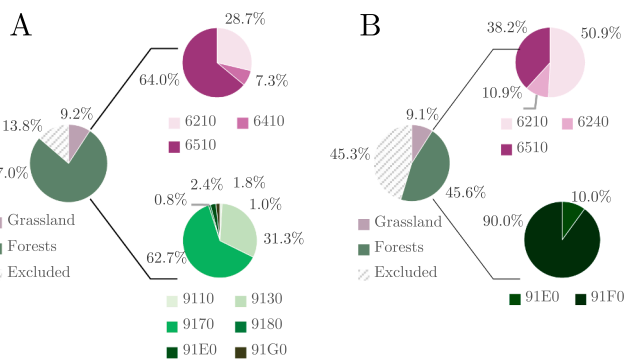 A
28.7%
64.0%
7.3%
9.2%
13.8%
7.0%
6210 6410
6510
2.4% 1.8%
0.8% 1.0%
31.3%
62.7%
Grassland
Forests
Excluded
9110 9130
9170 9180
91E0 91G0
B
38.2%
50.9%
10.9%
9.1%
45.3%
45.6%
6210 6240
6510
10.0%
90.0%
Grassland
Forests
Excluded
91E0 91F0